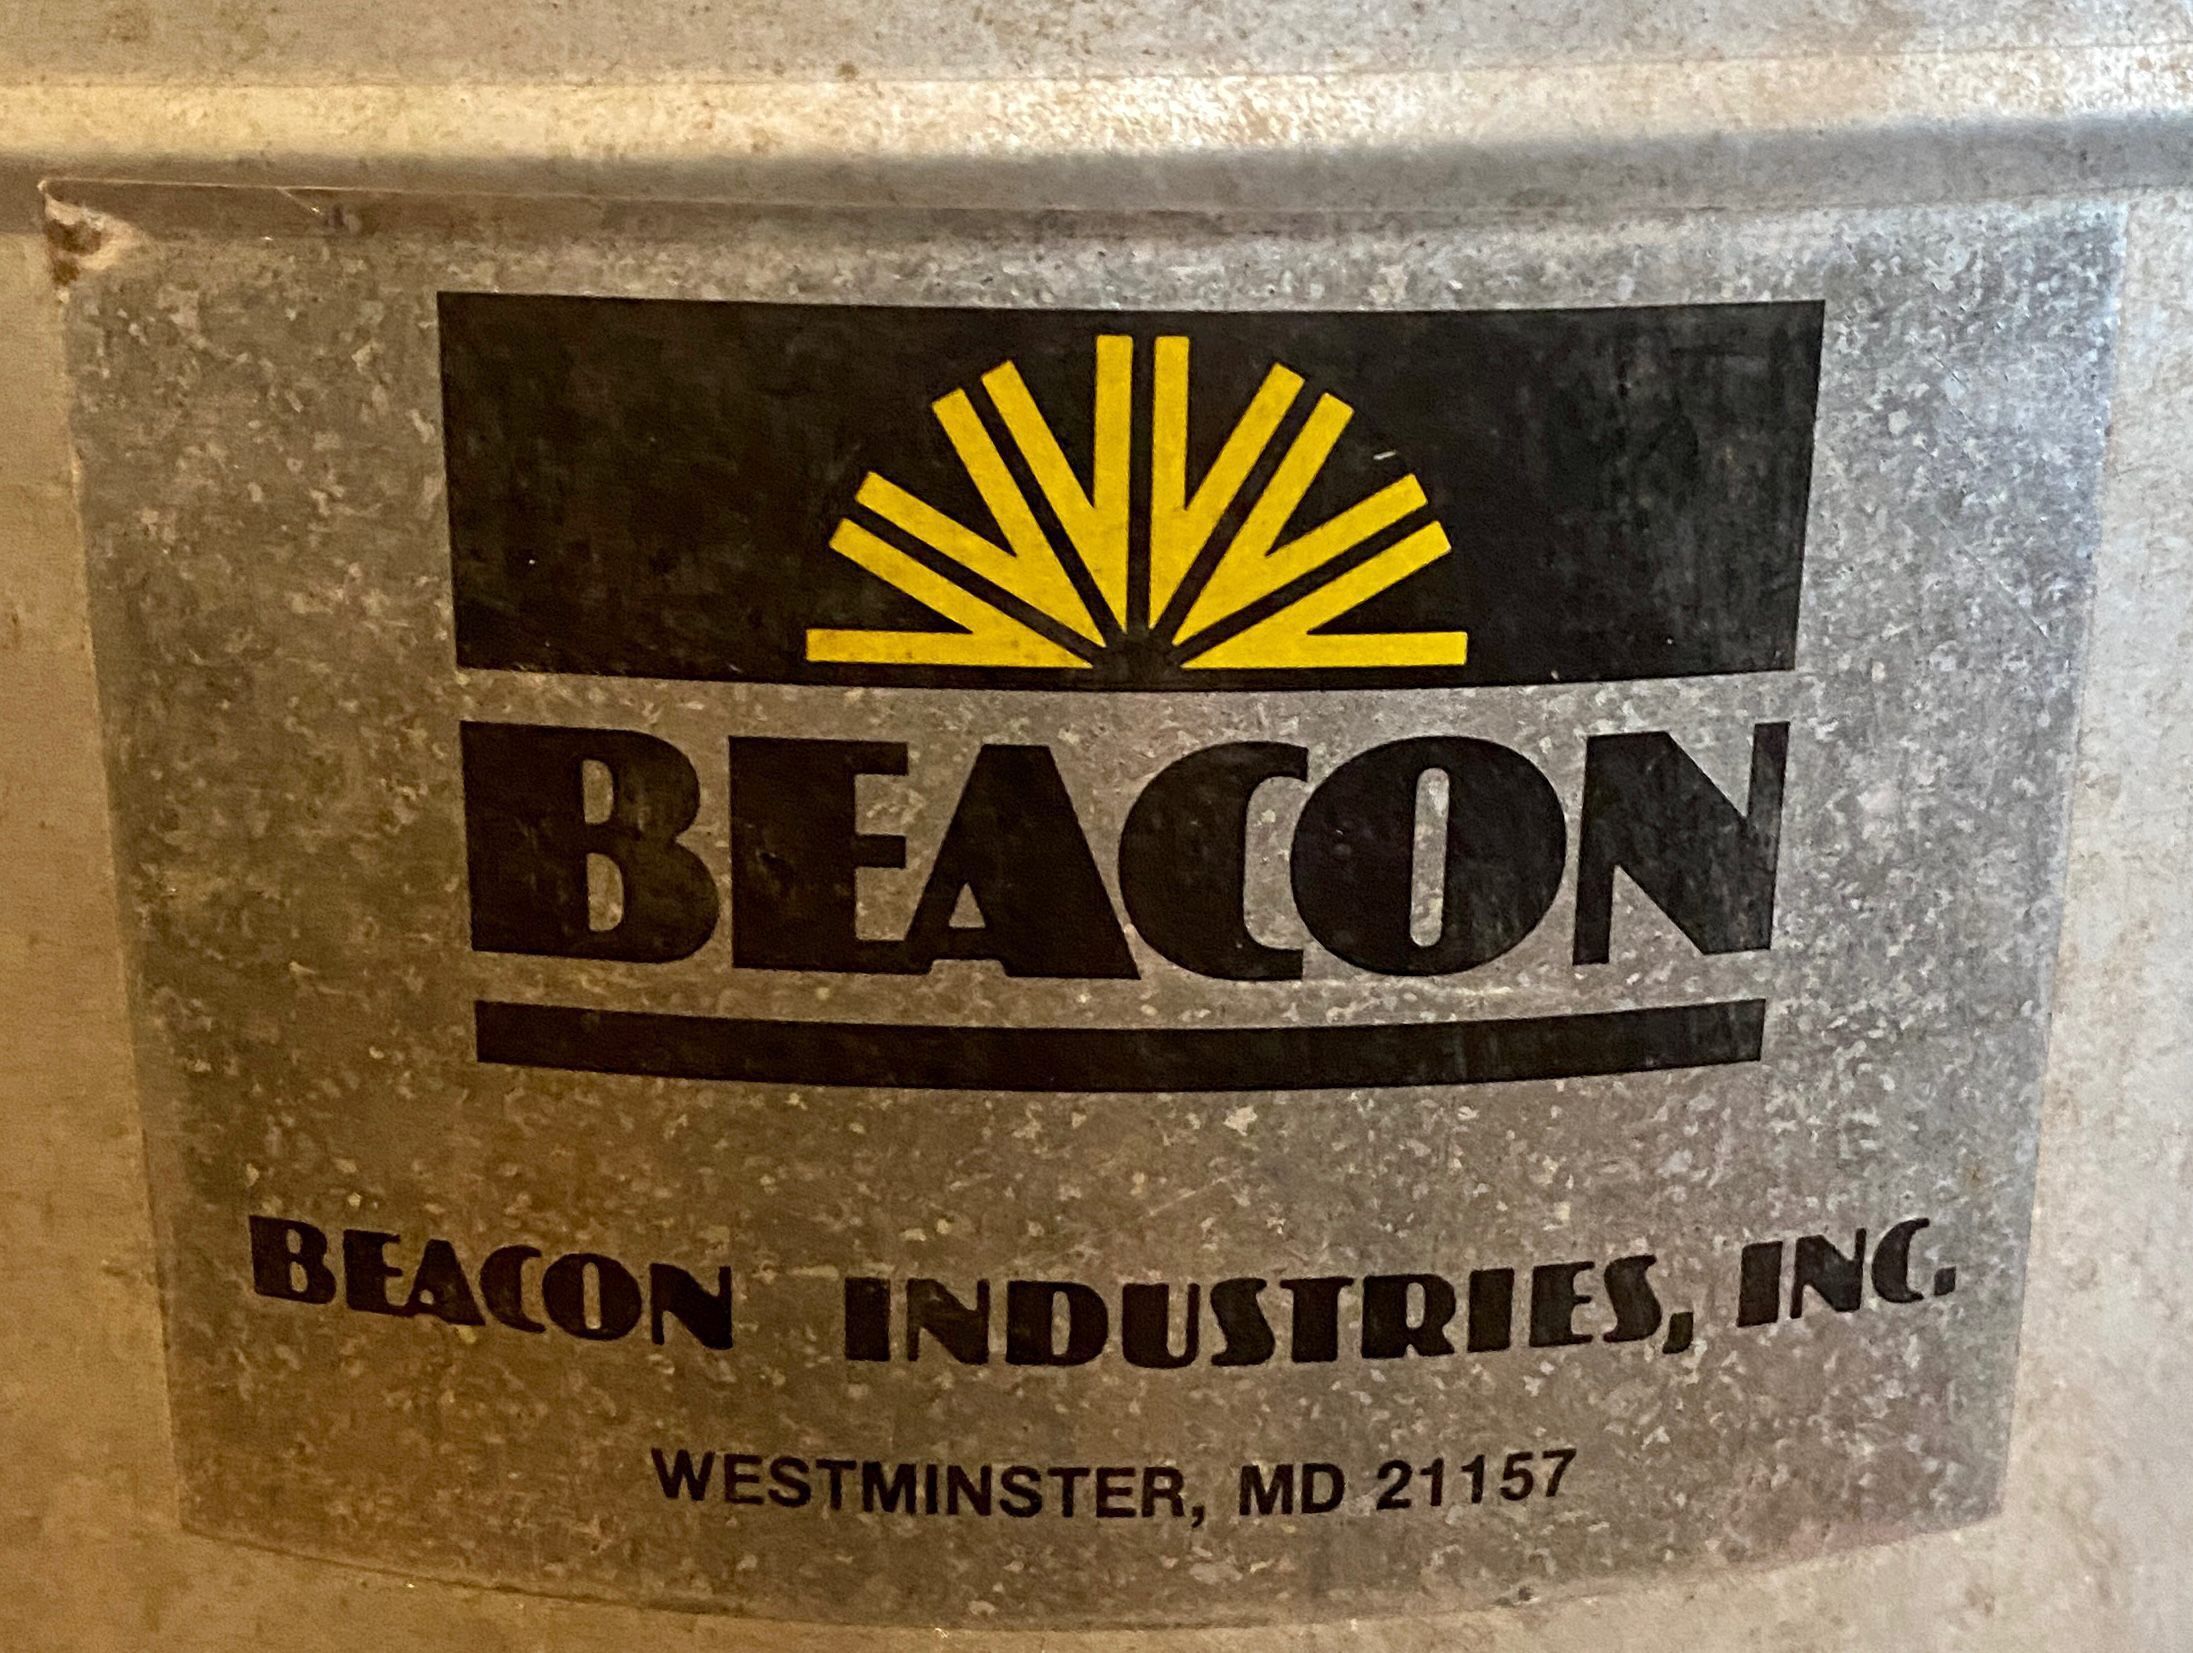 BEACON
BEACON INDUSTRIES, INC.
WESTMINSTER, MD 21157